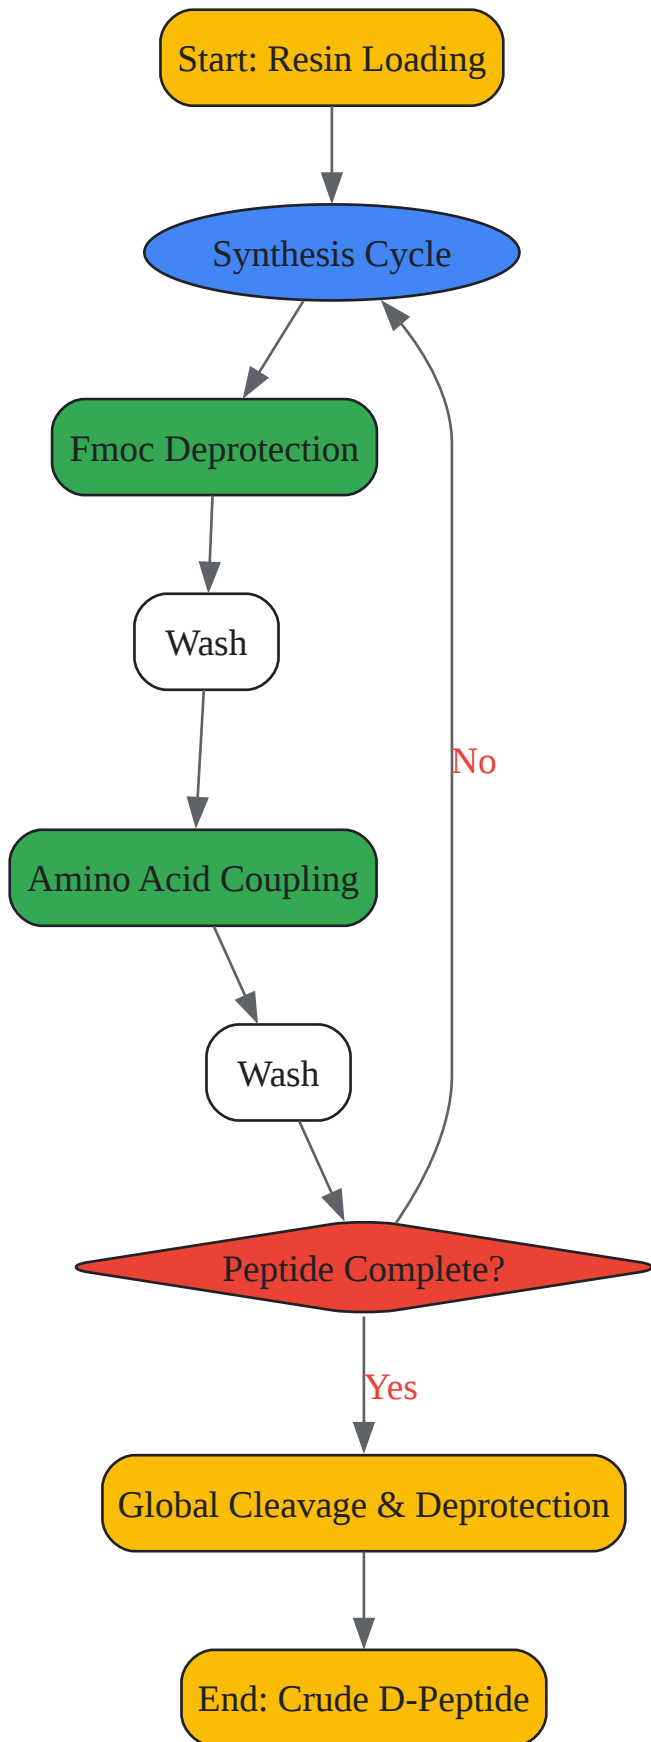 Start: Resin Loading
Synthesis Cycle
Fmoc Deprotection
Wash
No
Amino Acid Coupling
Wash
Peptide Complete?
Yes
Global Cleavage & Deprotection
End: Crude D-Peptide